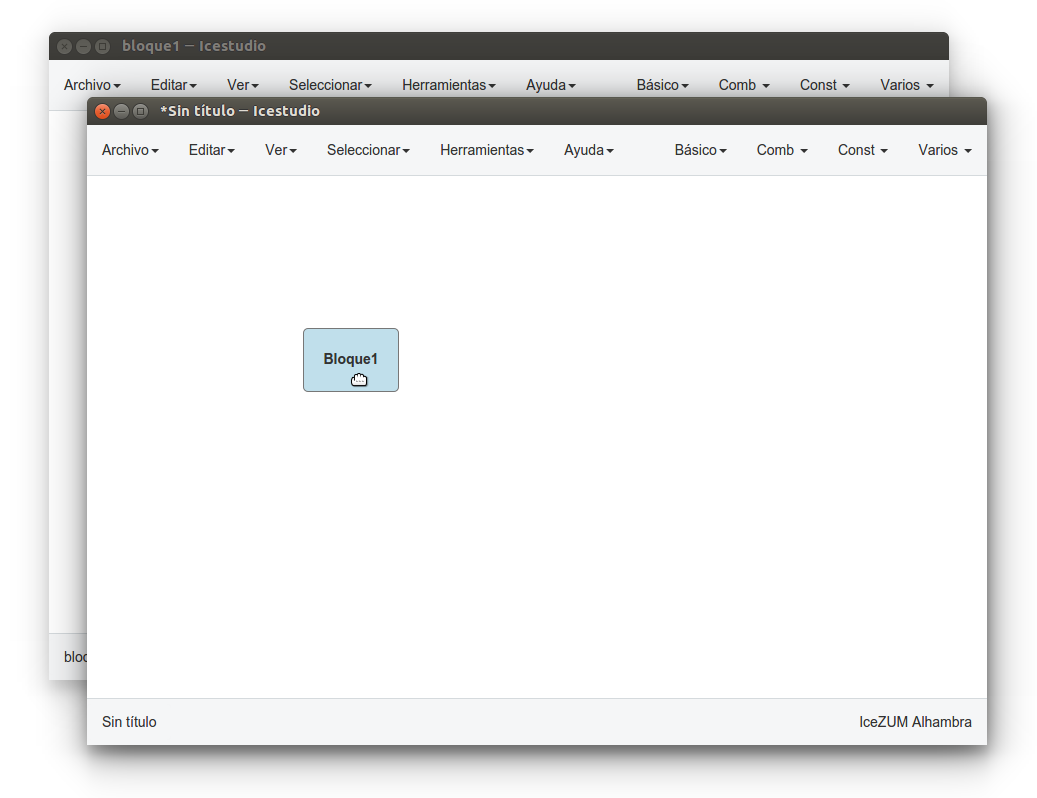 bloque1 — Icestudio
Archivo Editar Ver Seleccionar Herramientas Ayuda Básico Comb Const Varios
*Sin título — Icestudio
Archivo Editar Ver Seleccionar Herramientas Ayuda Básico Comb Const Varios
Bloque1
bloc
Sin título IceZUM Alhambra